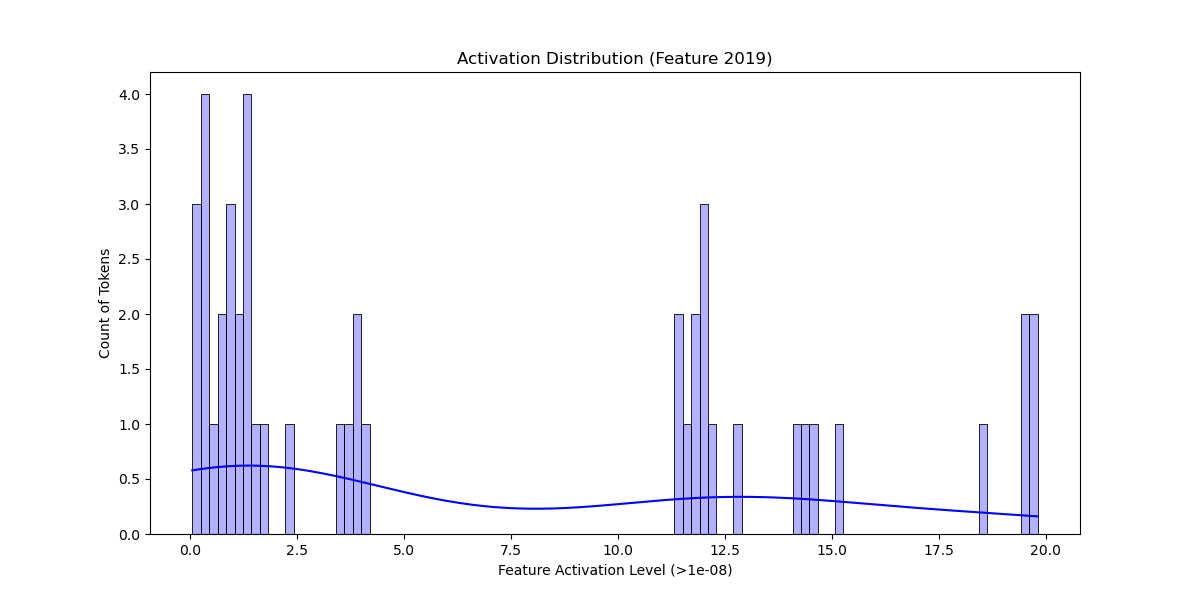 Activation Distribution (Feature 2019)
4.0
3.5
3.0
2.5
2.0
1.5
1.0
0.5
0.0
Count of Tokens
0.0 2.5 5.0 7.5 10.0 12.5 15.0 17.5 20.0
Feature Activation Level (>1e-08)